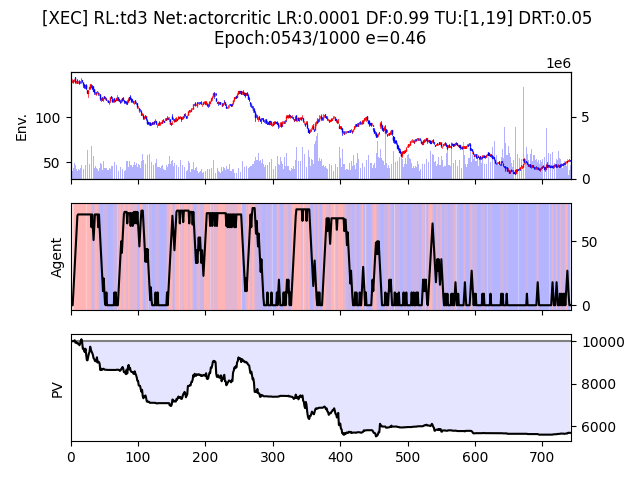 [XEC] RL:td3 Net:actorcritic LR:0.0001 DF:0.99 TU:[1,19] DRT:0.05
Epoch:0543/1000 e=0.46
1e6
Env.
100
50
5
0
Agent
50
0
PV
10000
8000
6000
0 100 200 300 400 500 600 700